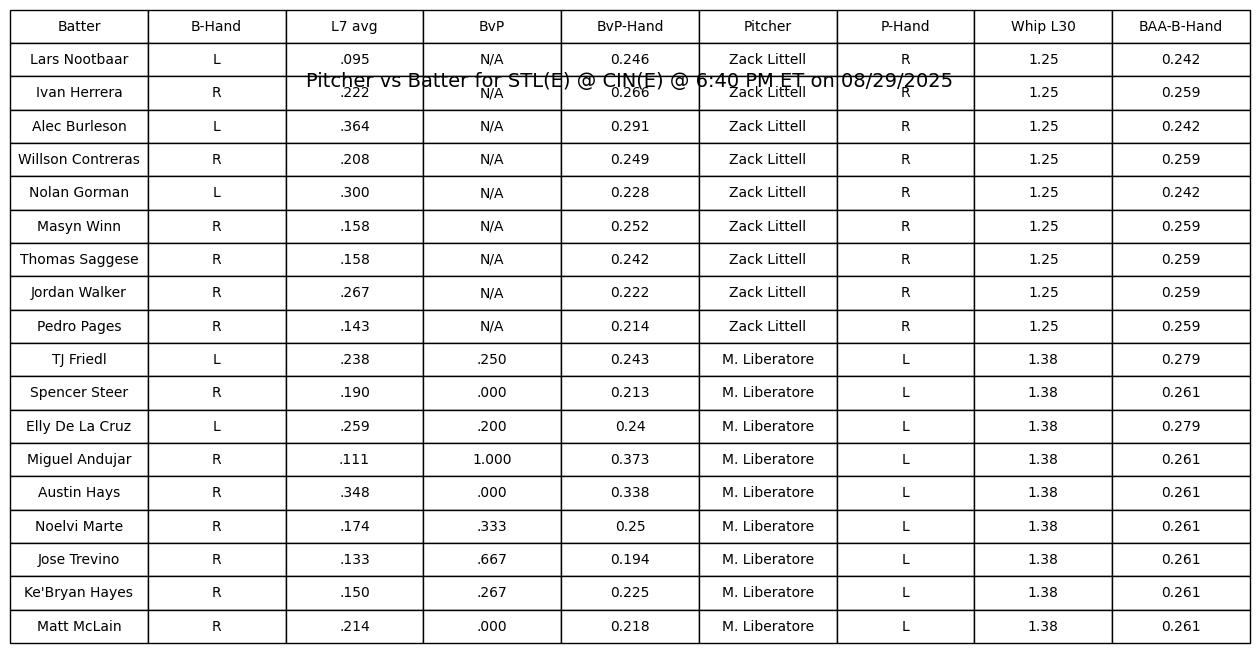 Batter B-Hand L7 avg BvP BvP-Hand Pitcher P-Hand Whip L30 BAA-B-Hand
Lars Nootbaar L .095 N/A 0.246 Zack Littell R 1.25 0.242
Pitcher vs Batter for STL(E) @ CIN(E) @ 6:40 PM ET on 08/29/2025
Ivan Herrera R .222 N/A 0.266 Zack Littell R 1.25 0.259
Alec Burleson L .364 N/A 0.291 Zack Littell R 1.25 0.242
Willson Contreras R .208 N/A 0.249 Zack Littell R 1.25 0.259
Nolan Gorman L .300 N/A 0.228 Zack Littell R 1.25 0.242
Masyn Winn R .158 N/A 0.252 Zack Littell R 1.25 0.259
Thomas Saggese R .158 N/A 0.242 Zack Littell R 1.25 0.259
Jordan Walker R .267 N/A 0.222 Zack Littell R 1.25 0.259
Pedro Pages R .143 N/A 0.214 Zack Littell R 1.25 0.259
TJ Friedl L .238 .250 0.243 M. Liberatore L 1.38 0.279
Spencer Steer R .190 .000 0.213 M. Liberatore L 1.38 0.261
Elly De La Cruz L .259 .200 0.24 M. Liberatore L 1.38 0.279
Miguel Andujar R .111 1.000 0.373 M. Liberatore L 1.38 0.261
Austin Hays R .348 .000 0.338 M. Liberatore L 1.38 0.261
Noelvi Marte R .174 .333 0.25 M. Liberatore L 1.38 0.261
Jose Trevino R .133 .667 0.194 M. Liberatore L 1.38 0.261
Ke'Bryan Hayes R .150 .267 0.225 M. Liberatore L 1.38 0.261
Matt McLain R .214 .000 0.218 M. Liberatore L 1.38 0.261